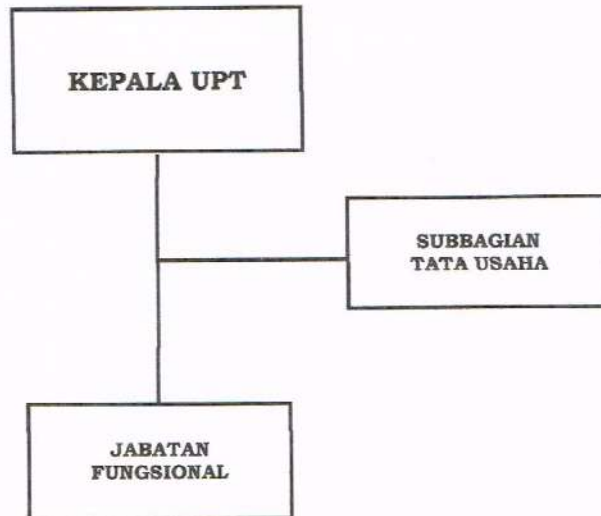 KEPALA UPT
SUBBAGIAN
TATA USAHA
JABATAN
FUNGSIONAL